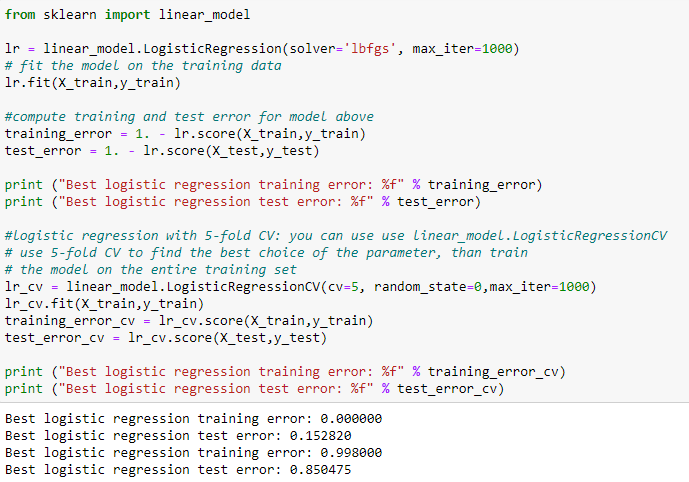 from sklearn import linear_model
lr = linear_model.LogisticRegression(solver='lbfgs', max_iter=1000)
# fit the model on the training data
lr.fit(X_train,y_train)
#compute training and test error for model above
training_error = 1. - lr.score(X_train,y_train)
test_error = 1. - lr.score(X_test,y_test)
print ("Best logistic regression training error: %f" % training_error)
print ("Best logistic regression test error: %f" % test_error)
#logistic regression with 5-fold CV: you can use use linear_model.LogisticRegressionCV
# use 5-fold CV to find the best choice of the parameter, than train
# the model on the entire training set
lr_cv = linear_model.LogisticRegressionCV(cv=5, random_state=0,max_iter=1000)
lr_cv.fit(X_train,y_train)
training_error_cv = lr_cv.score(X_train,y_train)
test_error_cv = lr_cv.score(X_test,y_test)
print ("Best logistic regression training error: %f" % training_error_cv)
print ("Best logistic regression test error: %f" % test_error_cv)
Best logistic regression training error: 0.000000
Best logistic regression test error: 0.152820
Best logistic regression training error: 0.998000
Best logistic regression test error: 0.850475